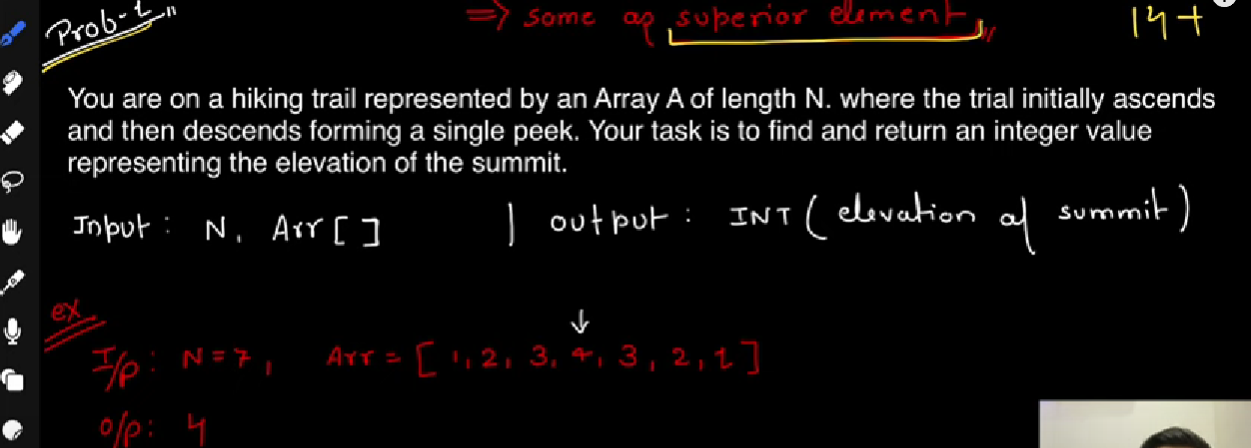 Prob-1
=> some as superior element
14+
You are on a hiking trail represented by an Array A of length N. where the trial initially ascends
and then descends forming a single peek. Your task is to find and return an integer value
representing the elevation of the summit.
Input : N, Arr [ ] | output : INT ( elevation of summit )
ex
I/p : N = 7, Arr = [ 1, 2, 3, 4, 3, 2, 1 ]
O/p : 4